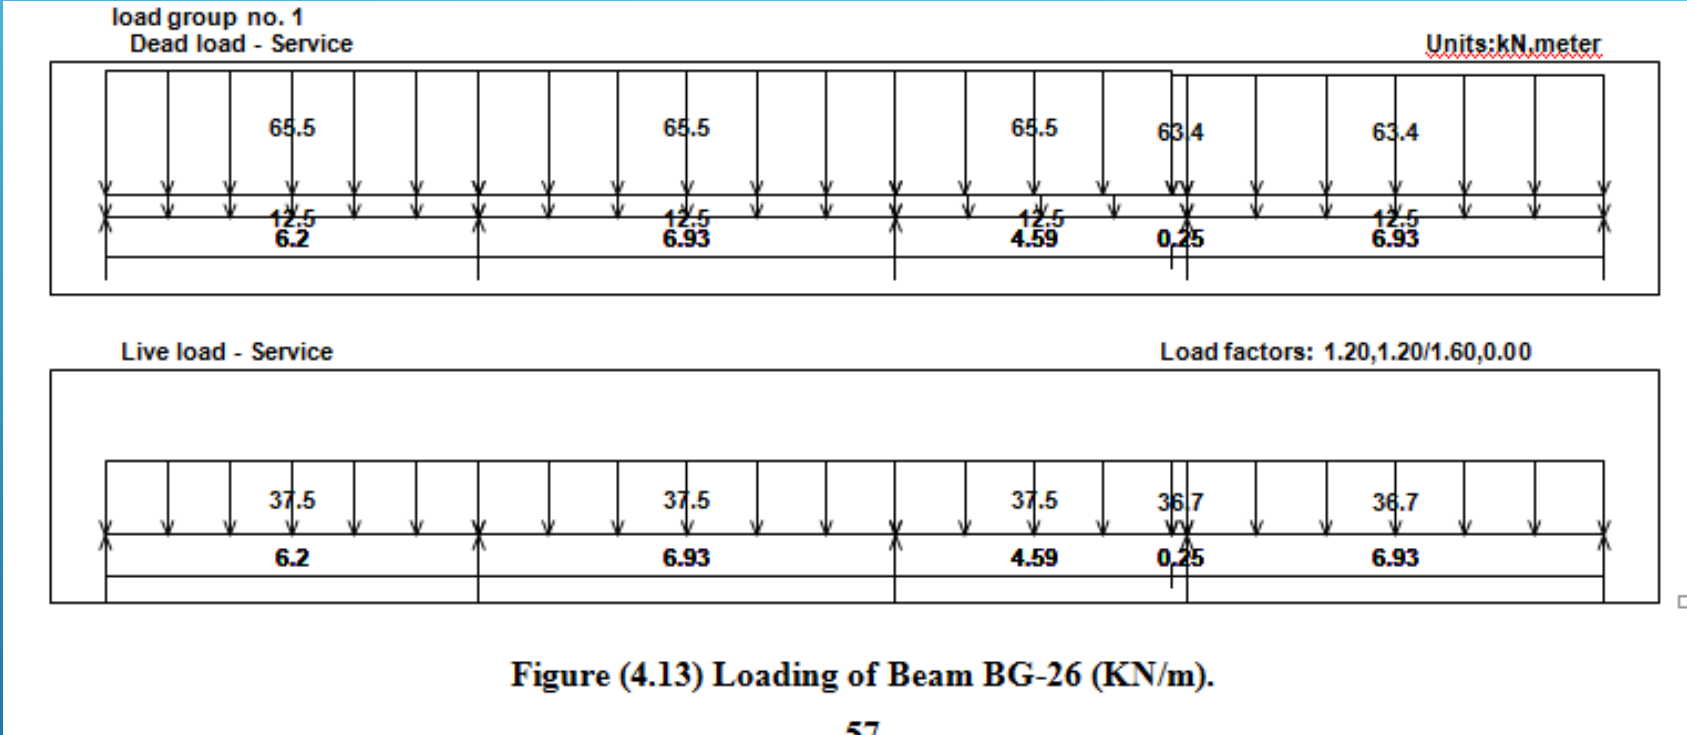 load group no. 1
Dead load - Service Units:kN,meter
65.5 65.5 65.5 63.4 63.4
12.5 12.5 12.5 12.5
6.2 6.93 4.59 0.25 6.93
Live load - Service Load factors: 1.20,1.20/1.60,0.00
37.5 37.5 37.5 36.7 36.7
6.2 6.93 4.59 0.25 6.93
Figure (4.13) Loading of Beam BG-26 (KN/m).
57